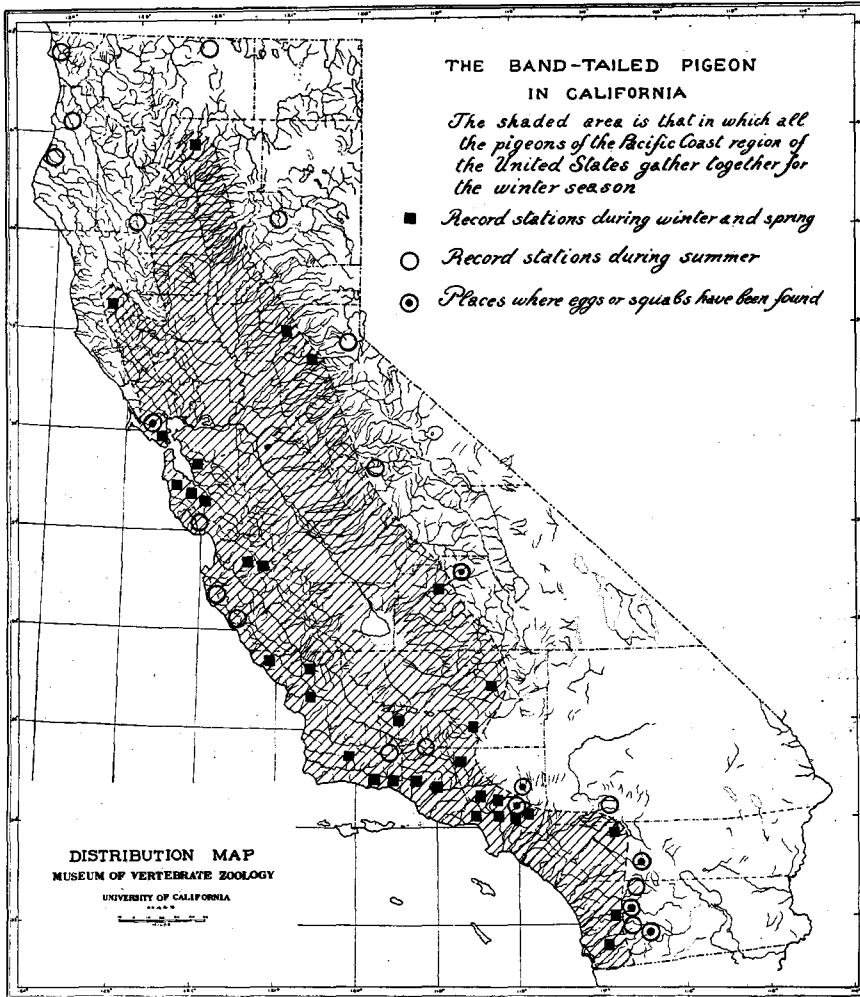 THE BAND-TAILED PIGEON
IN CALIFORNIA
The shaded area is that in which all
the pigeons of the Pacific Coast region of
the United States gather together for
the winter season
Record stations during winter and spring
Record stations during summer
Places where eggs or squabs have been found
DISTRIBUTION MAP
MUSEUM OF VERTEBRATE ZOOLOGY
UNIVERSITY OF CALIFORNIA